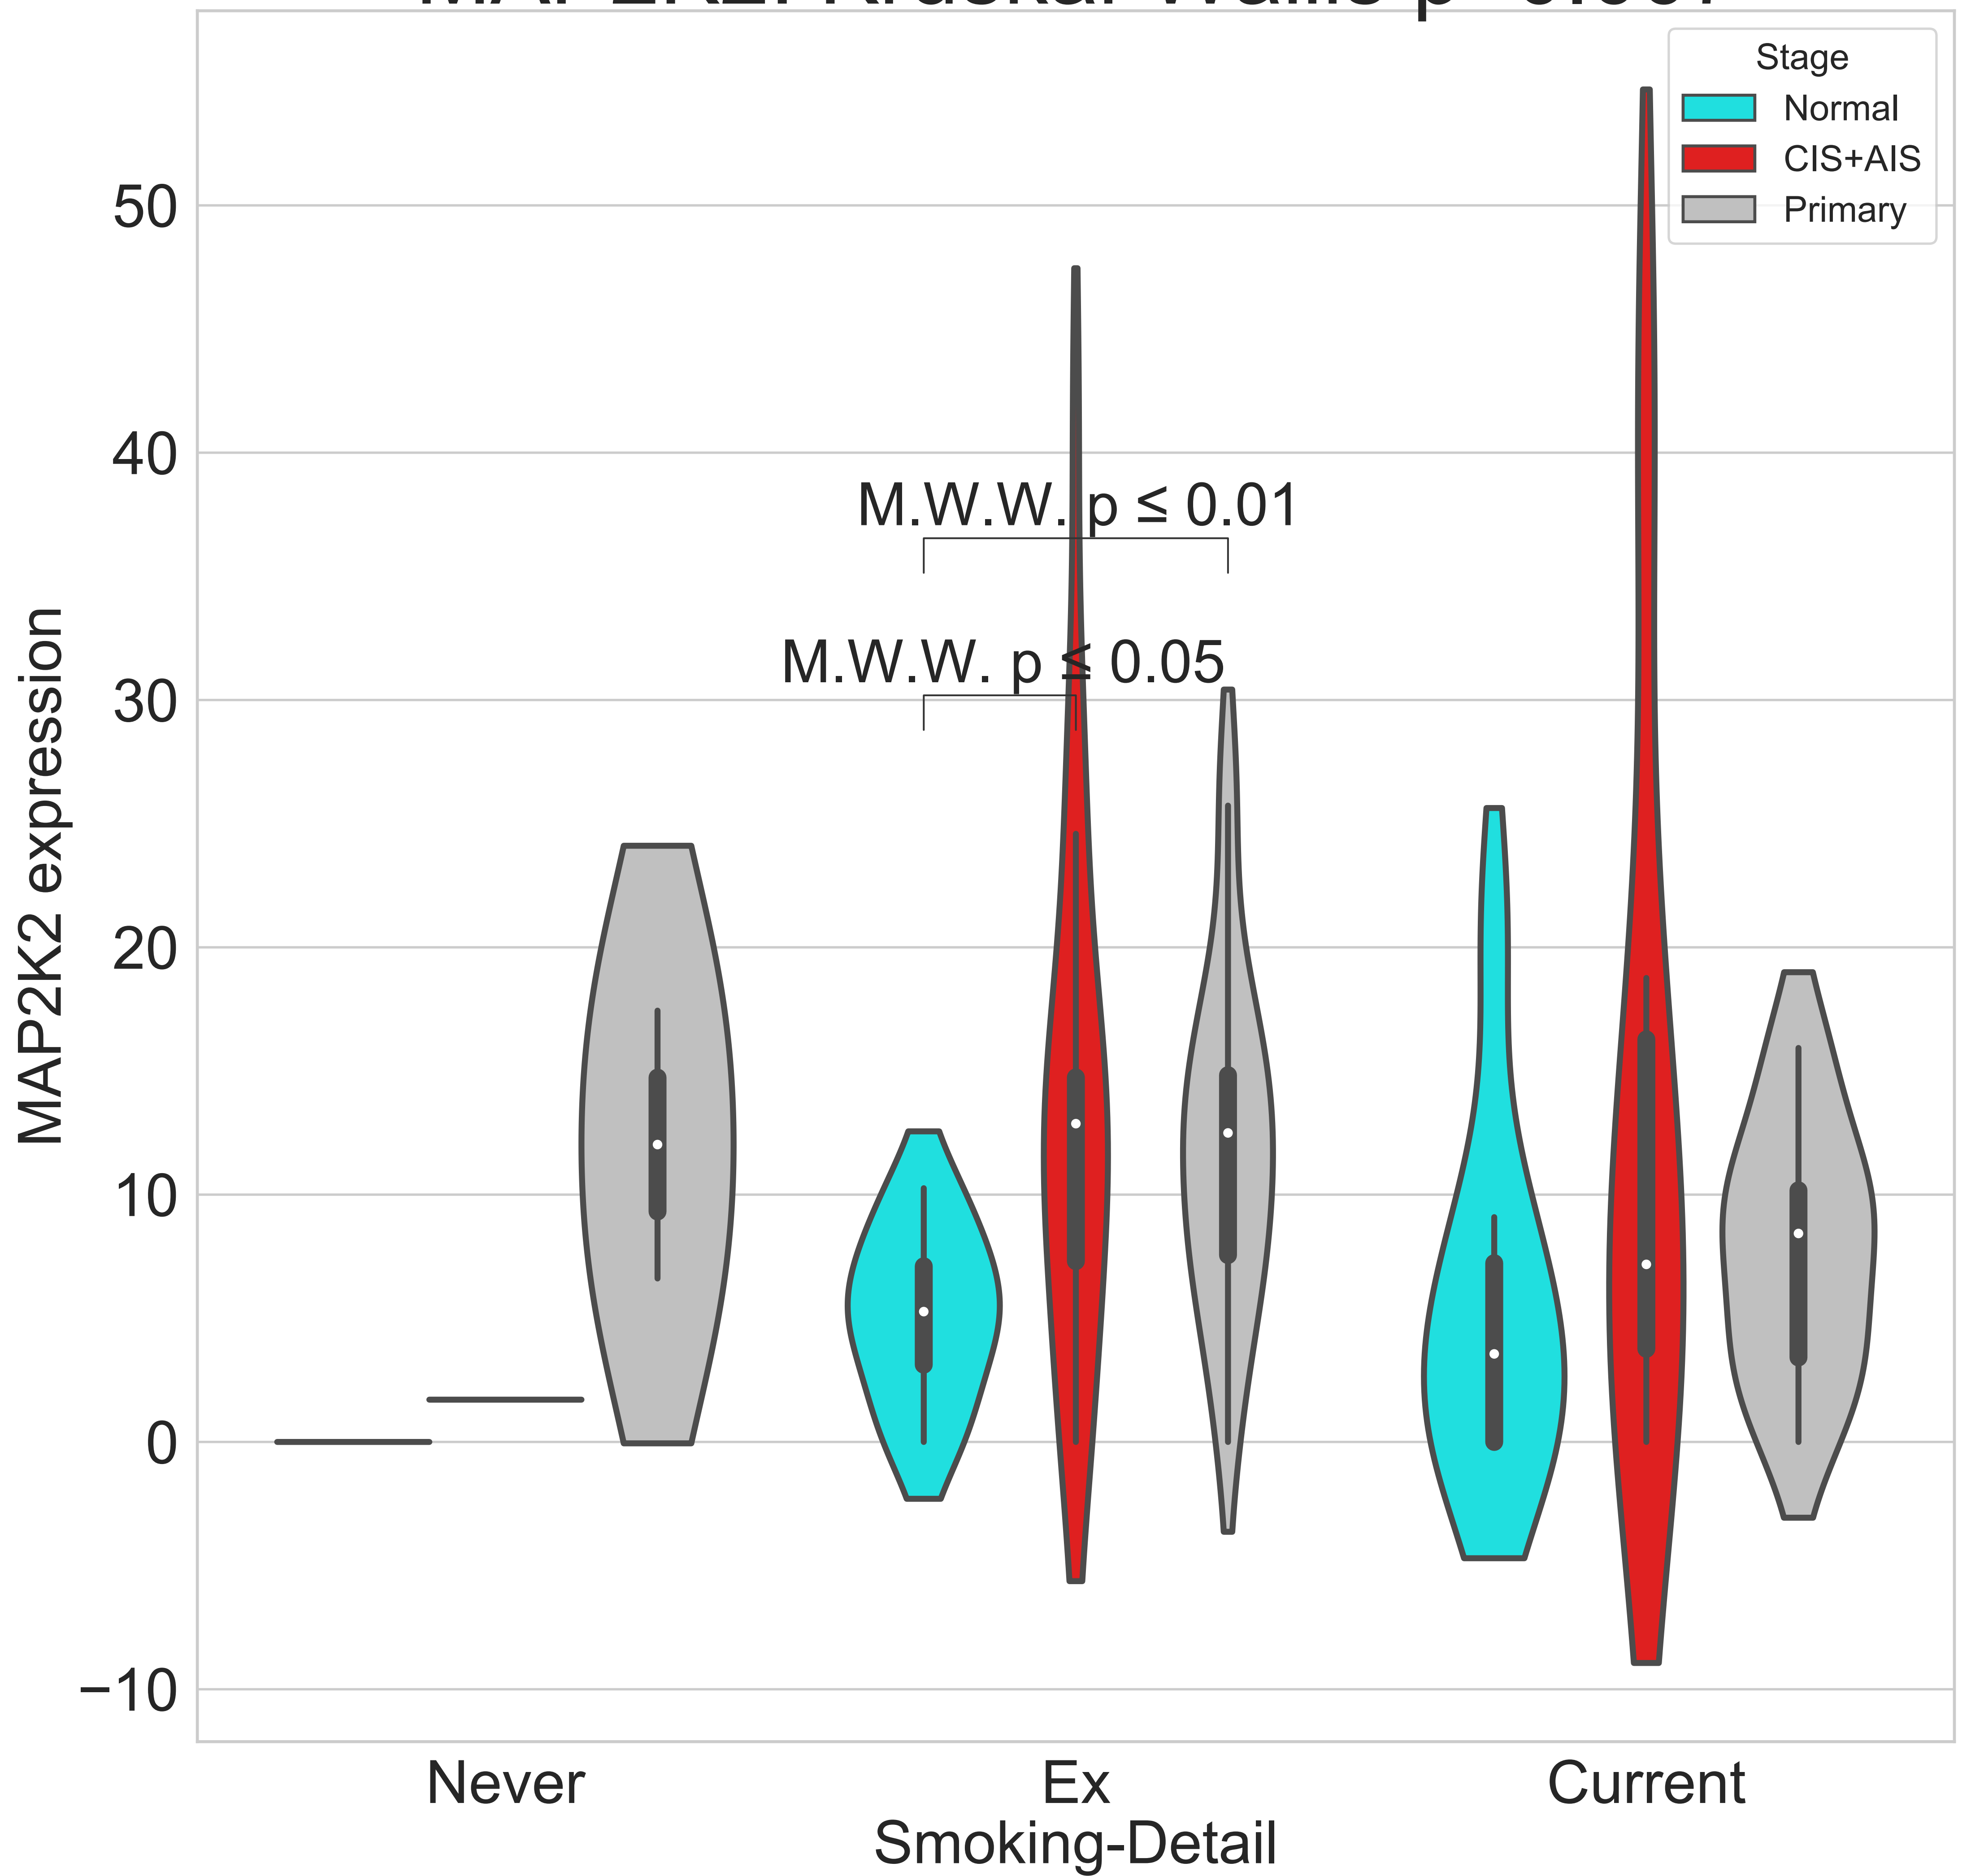 Stage
Normal
CIS+AIS
Primary
50
40
30
20
10
0
−10
MAP2K2 expression
M.W.W. p ≤ 0.01
M.W.W. p ≤ 0.05
Never
Ex
Current
Smoking-Detail